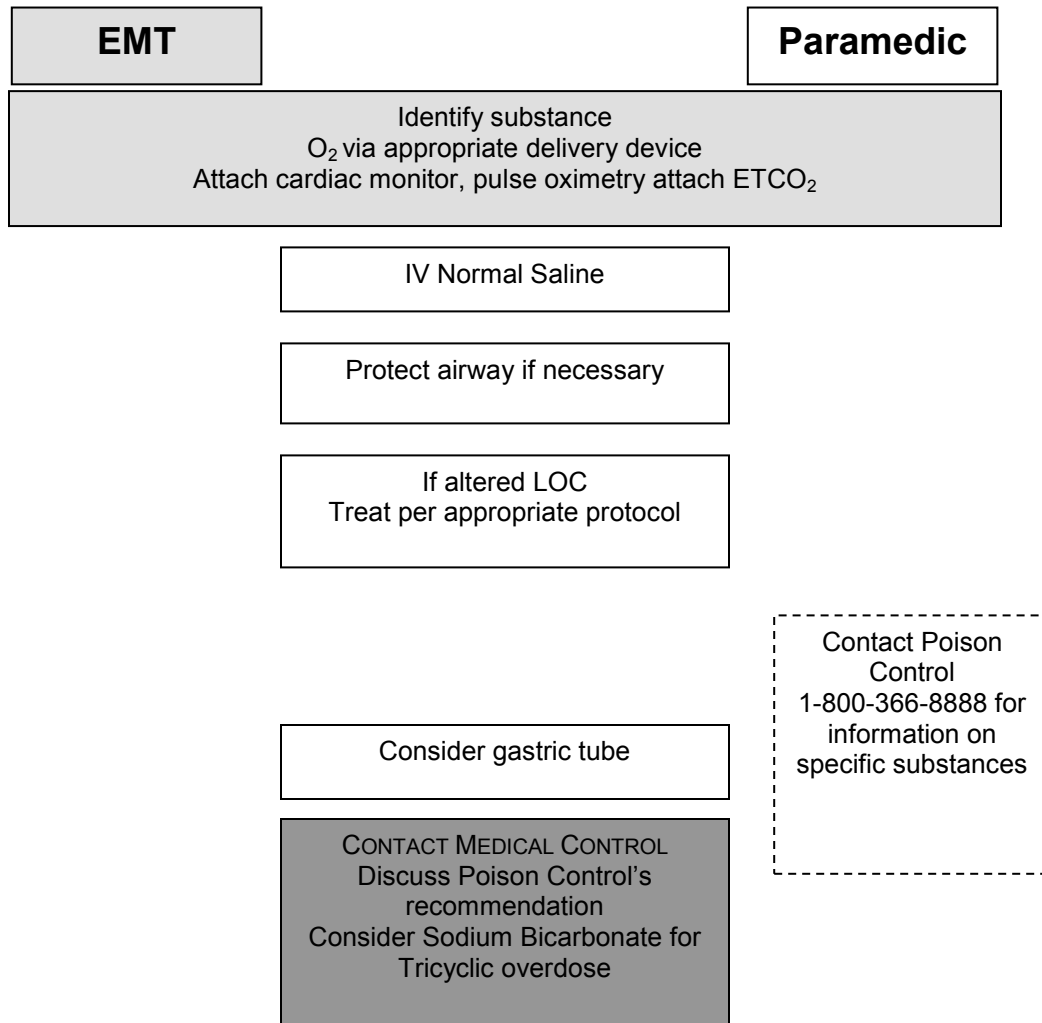 EMT
Paramedic
Identify substance
O₂ via appropriate delivery device
Attach cardiac monitor, pulse oximetry attach ETCO₂
IV Normal Saline
Protect airway if necessary
If altered LOC
Treat per appropriate protocol
Contact Poison
Control
1-800-366-8888 for
information on
specific substances
Consider gastric tube
CONTACT MEDICAL CONTROL
Discuss Poison Control’s
recommendation
Consider Sodium Bicarbonate for
Tricyclic overdose